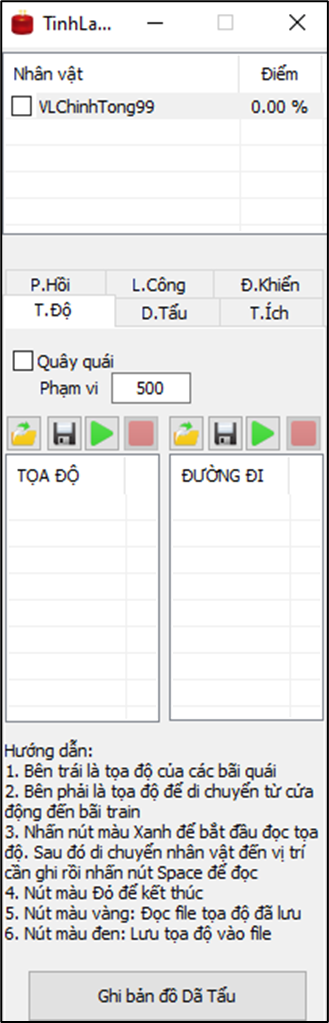 TinhLa...
Nhân vật Điểm
VLChinhTong99 0.00 %
P.Hồi L.Công Đ.Khiển
T.Độ D.Tẩu T.Ích
Quây quái
Phạm vi 500
TỌA ĐỘ ĐƯỜNG ĐI
Hướng dẫn:
1. Bên trái là tọa độ của các bãi quái
2. Bên phải là tọa độ để di chuyển từ cửa
động đến bãi train
3. Nhấn nút màu Xanh để bắt đầu đọc tọa
độ. Sau đó di chuyển nhân vật đến vị trí
cần ghi rồi nhấn nút Space để đọc
4. Nút màu Đỏ để kết thúc
5. Nút màu vàng: Đọc file tọa độ đã lưu
6. Nút màu đen: Lưu tọa độ vào file
Ghi bản đồ Dã Tẩu